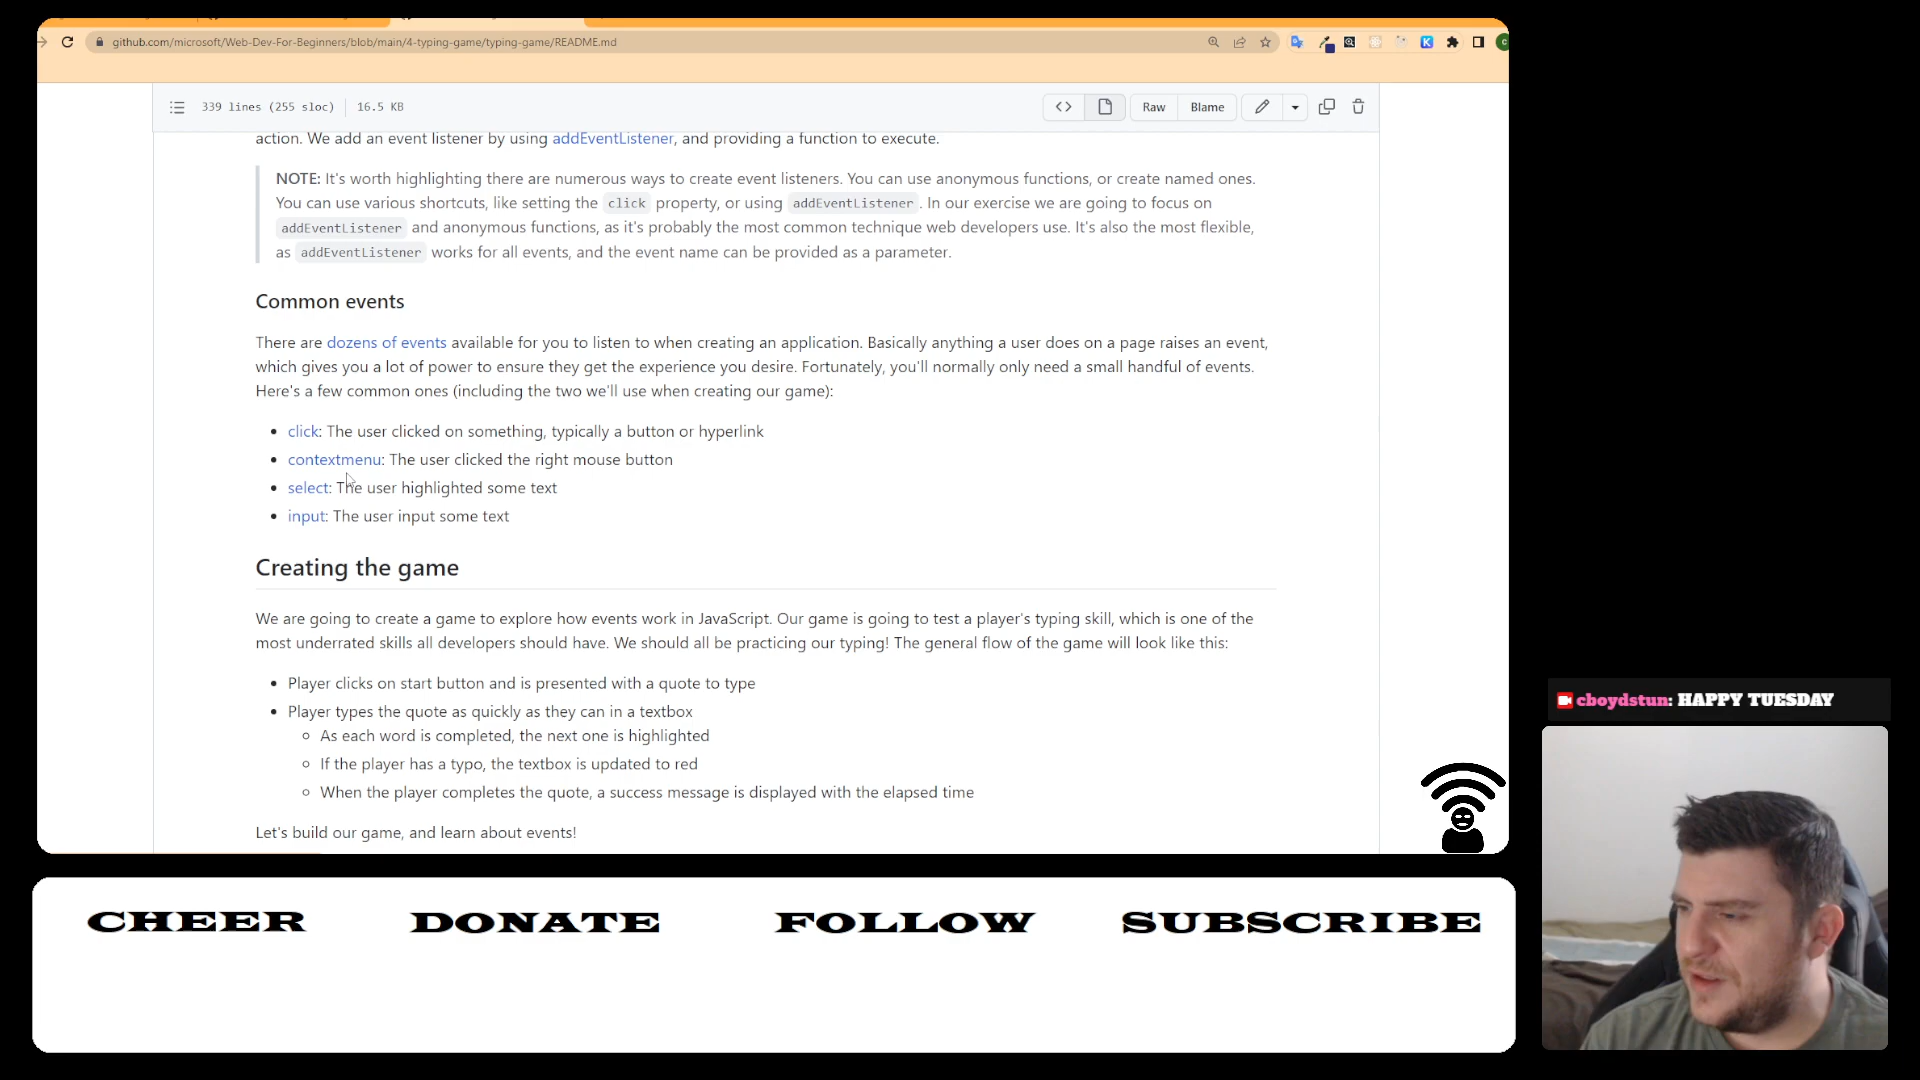 github.com/microsoft/Web-Dev-For-Beginners/blob/main/4-typing-game/typing-game/README.md
339 lines (255 sloc) 16.5 KB
Raw Blame
action. We add an event listener by using addEventListener, and providing a function to execute.
NOTE: It's worth highlighting there are numerous ways to create event listeners. You can use anonymous functions, or create named ones.
You can use various shortcuts, like setting the click property, or using addEventListener. In our exercise we are going to focus on
addEventListener and anonymous functions, as it's probably the most common technique web developers use. It's also the most flexible,
as addEventListener works for all events, and the event name can be provided as a parameter.
Common events
There are dozens of events available for you to listen to when creating an application. Basically anything a user does on a page raises an event,
which gives you a lot of power to ensure they get the experience you desire. Fortunately, you'll normally only need a small handful of events.
Here's a few common ones (including the two we'll use when creating our game):
click: The user clicked on something, typically a button or hyperlink
contextmenu: The user clicked the right mouse button
select: The user highlighted some text
input: The user input some text
Creating the game
We are going to create a game to explore how events work in JavaScript. Our game is going to test a player's typing skill, which is one of the
most underrated skills all developers should have. We should all be practicing our typing! The general flow of the game will look like this:
Player clicks on start button and is presented with a quote to type
Player types the quote as quickly as they can in a textbox
As each word is completed, the next one is highlighted
If the player has a typo, the textbox is updated to red
When the player completes the quote, a success message is displayed with the elapsed time
Let's build our game, and learn about events!
cboydstun: HAPPY TUESDAY
CHEER DONATE FOLLOW SUBSCRIBE